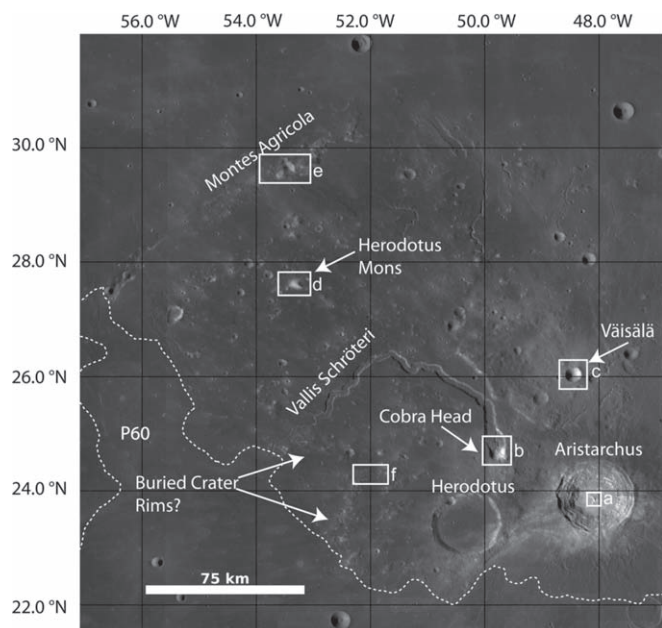 56.0 °W
54.0 °W
52.0 °W
50.0 °W
48.0 °W
30.0 °N
28.0 °N
26.0 °N
24.0 °N
22.0 °N
Montes Agricola
e
Herodotus
Mons
d
Väisälä
c
Vallis Schröteri
Cobra Head
b
Aristarchus
a
P60
f
Herodotus
Buried Crater
Rims?
75 km